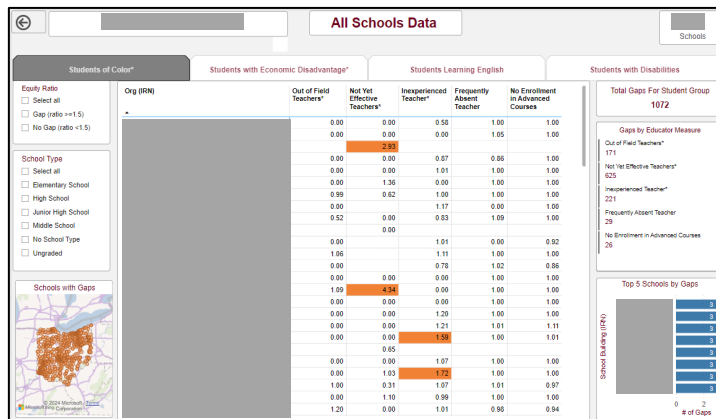 All Schools Data
Schools
Students of Color*
Students with Economic Disadvantage*
Students Learning English
Students with Disabilities
Equity Ratio
Select all
Gap (ratio >=1.5)
No Gap (ratio <1.5)
School Type
Select all
Elementary School
High School
Junior High School
Middle School
No School Type
Ungraded
Schools with Gaps
© 2024 Microsoft Corporation Terms
Org (IRN) Out of Field Teachers* Not Yet Effective Teachers* Inexperienced Teacher* Frequently Absent Teacher No Enrollment in Advanced Courses
0.00 0.00 0.58 1.00 1.00
0.00 0.00 0.00 1.05 1.00
2.93
0.00 0.00 0.87 0.86 1.00
0.00 0.00 1.01 1.00 1.00
0.00 1.36 0.00 1.00 1.00
0.99 0.62 1.00 1.00 1.00
0.00 1.17 0.00 1.00
0.52 0.00 0.83 1.09 1.00
0.00
0.00 1.01 0.00 0.92
1.06 1.11 1.00 1.00
0.00 0.78 1.02 0.86
0.00 0.00 0.00 1.00 1.00
1.09 4.34 0.00 1.00 1.00
0.00 0.00 0.00 1.00 1.00
0.00 0.00 1.20 1.00 1.00
0.00 0.00 1.21 1.01 1.11
0.00 0.00 1.59 1.00 1.01
0.65
0.00 0.00 1.07 1.00 1.00
0.00 1.03 1.72 1.00 1.00
1.00 0.31 1.07 1.01 0.97
0.00 1.10 0.99 1.00 1.00
1.20 0.00 1.01 0.98 0.94
Total Gaps For Student Group
1072
Gaps by Educator Measure
Out of Field Teachers*
171
Not Yet Effective Teachers*
625
Inexperienced Teacher*
221
Frequently Absent Teacher
29
No Enrollment in Advanced Courses
26
Top 5 Schools by Gaps
School Building (IRN)
3
3
3
3
3
3
3
3
0 2
# of Gaps